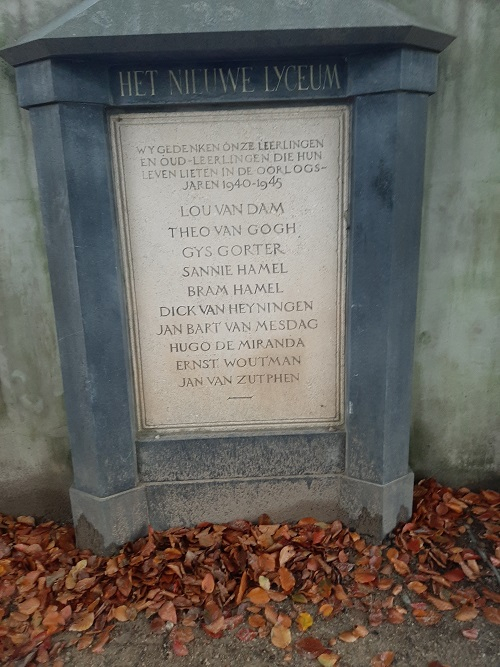 HET NIEUWE LYCEUM
WY GEDENKEN ONZE LEERLINGEN
EN OUD-LEERLINGEN DIE HUN
LEVEN LIETEN IN DE OORLOGS-
JAREN 1940-1945
LOU VAN DAM
THEO VAN GOGH
GYS GORTER
SANNIE HAMEL
BRAM HAMEL
DICK VAN HEYNINGEN
JAN BART VAN MESDAG
HUGO DE MIRANDA
ERNST WOUTMAN
JAN VAN ZUTPHEN